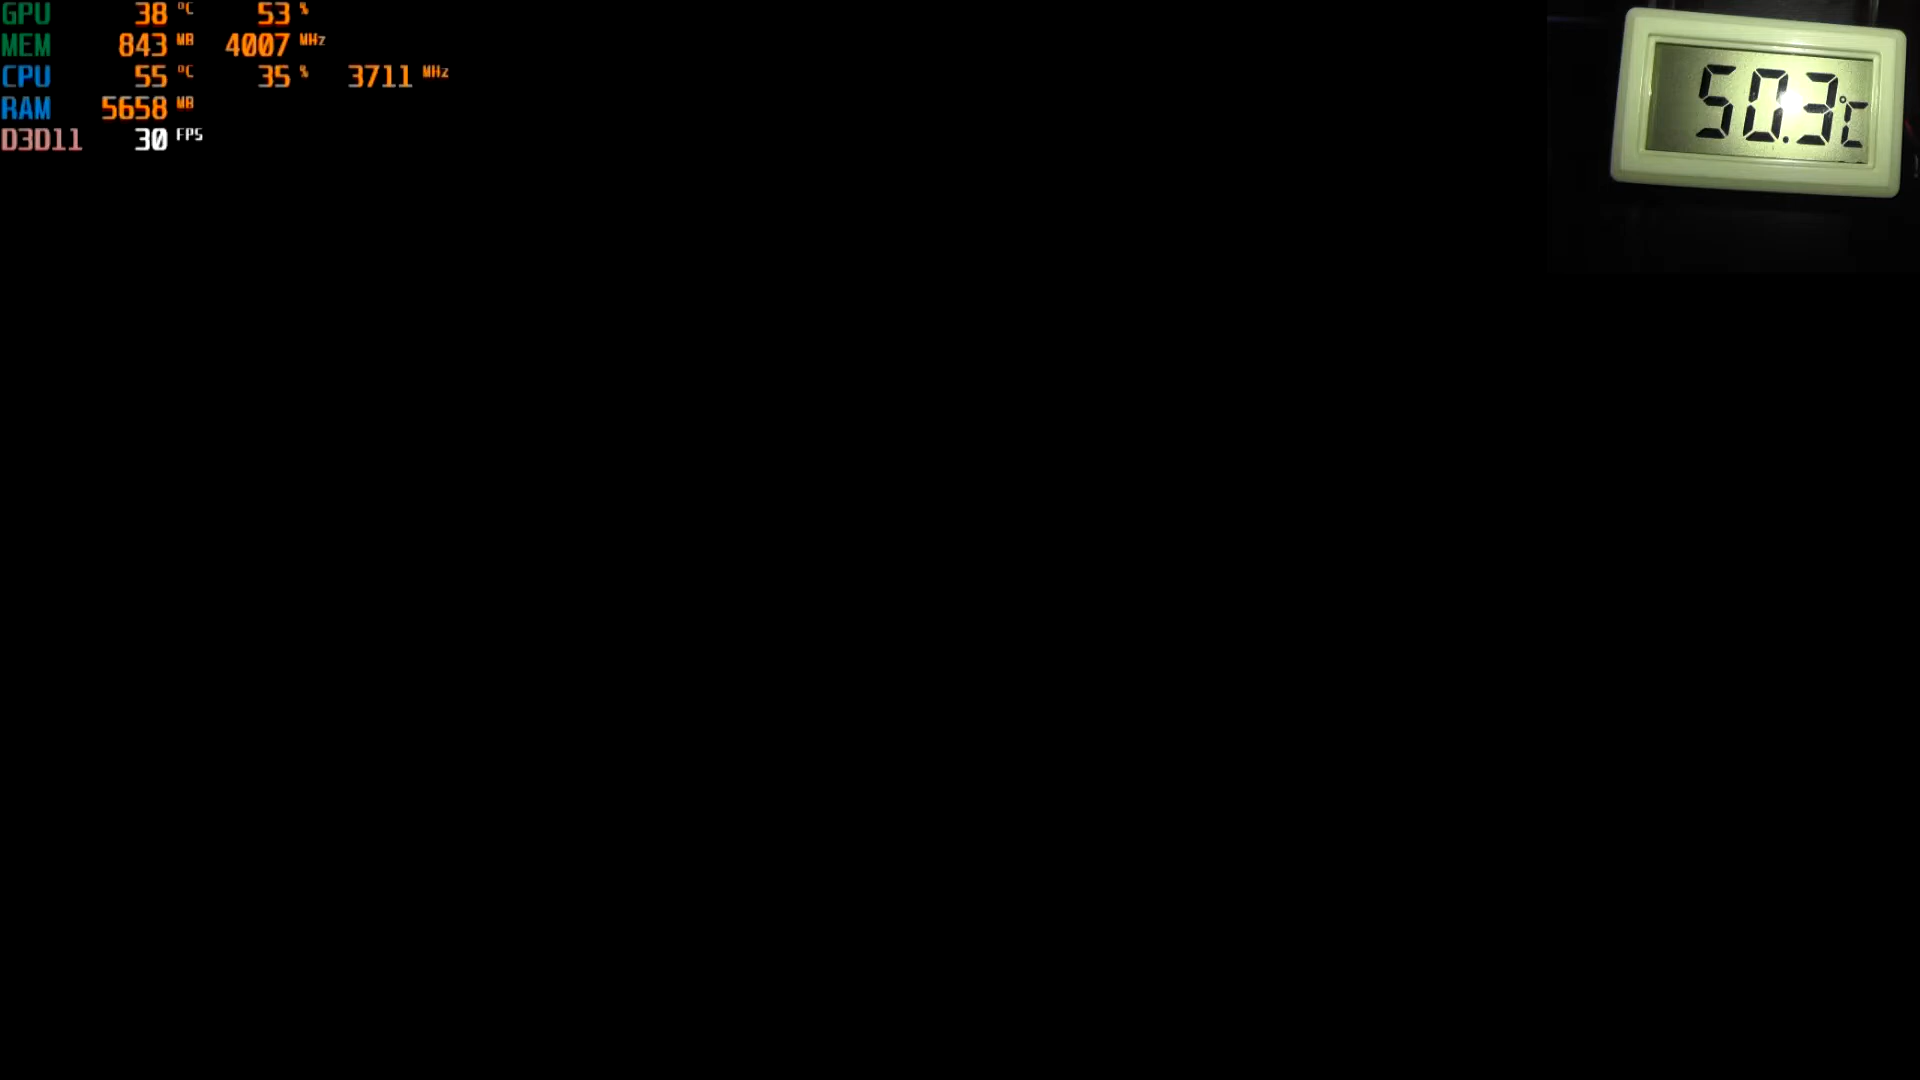 GPU 38 °C 53 %
MEM 843 MB 4007 MHz
CPU 55 °C 35 % 3711 MHz
RAM 5658 MB
D3D11 30 FPS
50.3°C